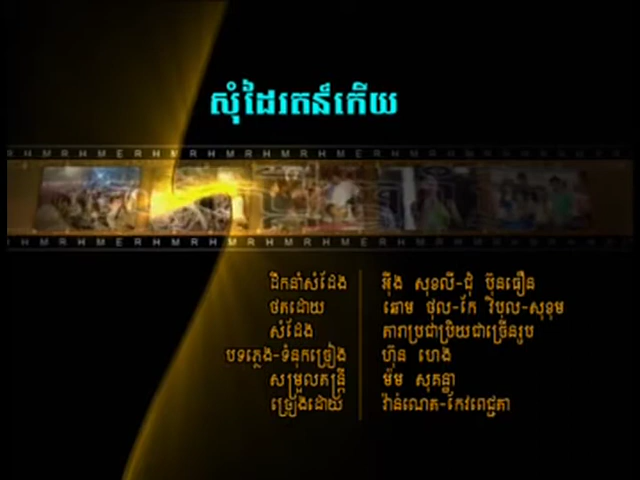 សុំដៃរតន៏កើយ
ដឹកនាំសំដែង អ៊ឹង សុខលី-ជុំ ប៊ុនធឿន
ថតដោយ ឆោម ថុល-កែ វិបុល-សុខុម
សំដែង តារាប្រជាប្រិយជាច្រើនរូប
បទភ្លេង-ទំនុកច្រៀង ហ៊ុន ហេង
សម្រួលតន្ត្រី ម៉ម សុគន្ធា
ច្រៀងដោយ វ៉ាន់ណេត-កែវពេជ្ជតា